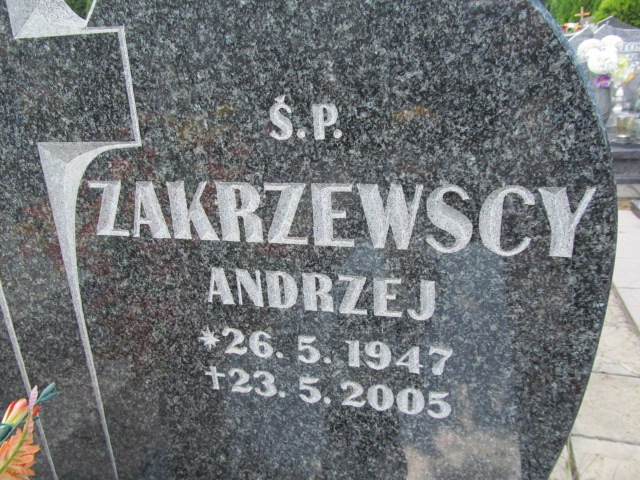 Ś.P.
ZAKRZEWSCY
ANDRZEJ
*26.5.1947
†23.5.2005